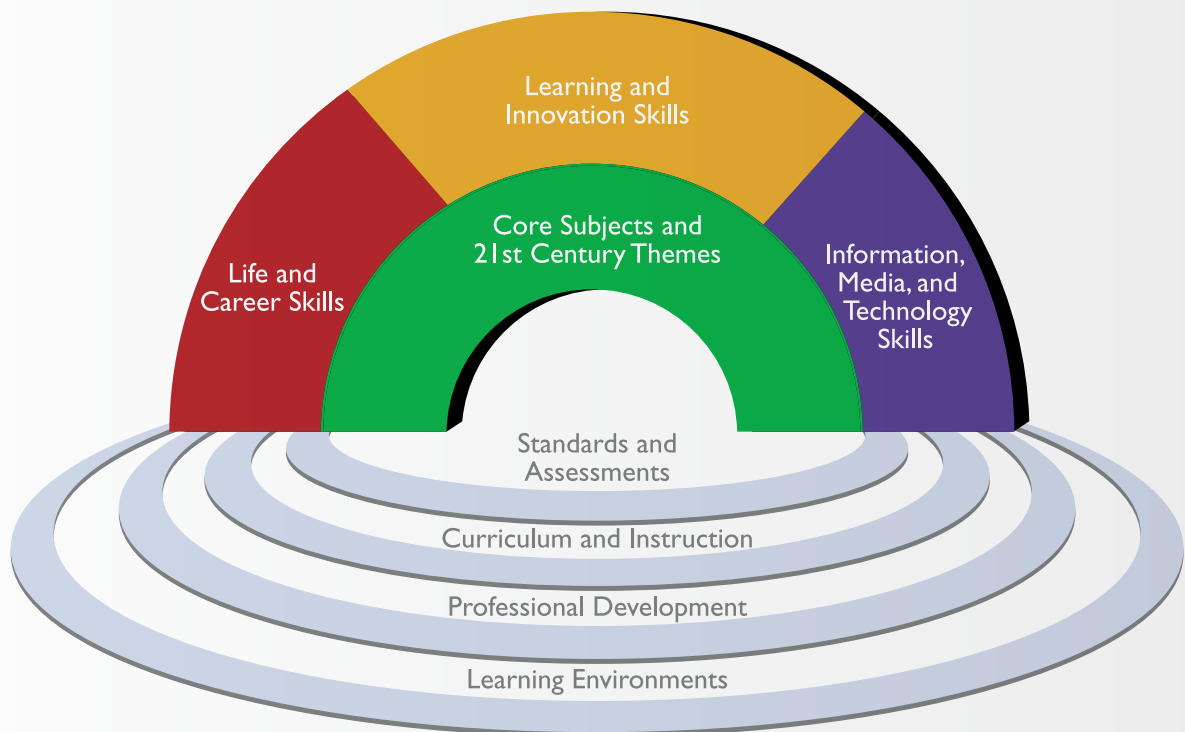 Learning and
Innovation Skills
Core Subjects and
21st Century Themes
Life and
Career Skills
Information,
Media, and
Technology
Skills
Standards and
Assessments
Curriculum and Instruction
Professional Development
Learning Environments